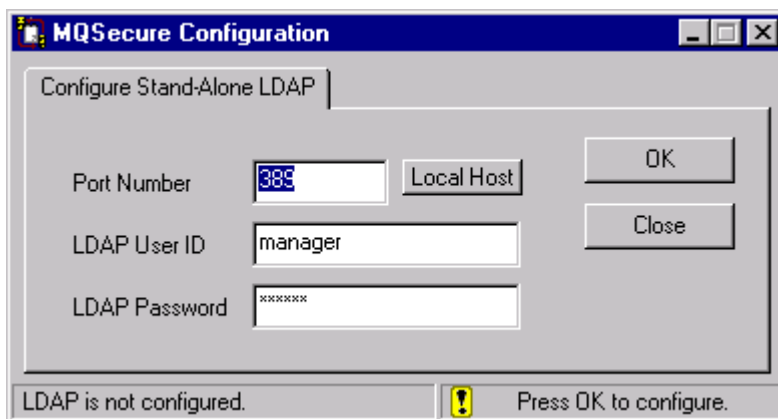 MQSecure Configuration
Configure Stand-Alone LDAP
Port Number 389 Local Host OK
LDAP User ID manager Close
LDAP Password ******
LDAP is not configured. Press OK to configure.